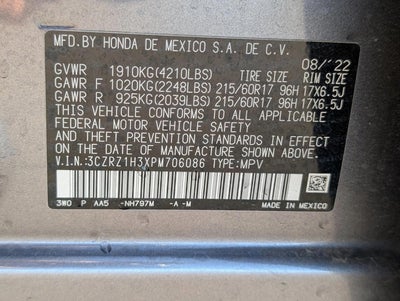 MFD.BY HONDA DE MEXICO S.A. DE C.V. 08/'22
GVWR 1910KG(4210LBS) TIRE SIZE RIM SIZE
GAWR F 1020KG(2248LBS) 215/60R17 96H 17X6.5J
GAWR R 925KG(2039LBS) 215/60R17 96H 17X6.5J
THIS VEHICLE CONFORMS TO ALL APPLICABLE
FEDERAL MOTOR VEHICLE SAFETY AND THEFT
PREVENTION STANDARDS IN EFFECT ON THE
DATE OF MANUFACTURE SHOWN ABOVE.
V.I.N.:3CZRZ1H3XPM706086 TYPE:MPV
3W0 P AA5 -NH797M -A -M MADE IN MEXICO